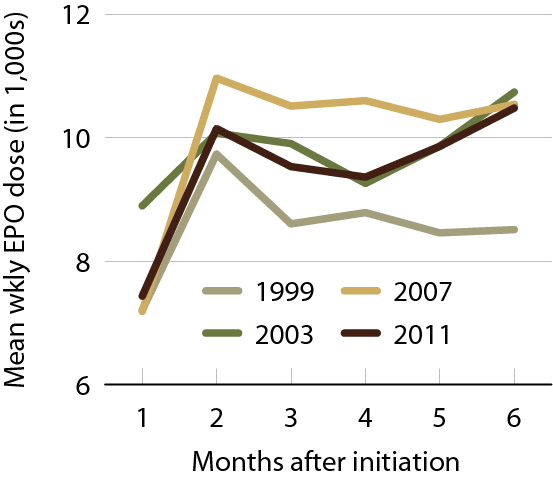 Mean wkly EPO dose (in 1,000s)
12
10
8
6
1999
2007
2003
2011
1 2 3 4 5 6
Months after initiation